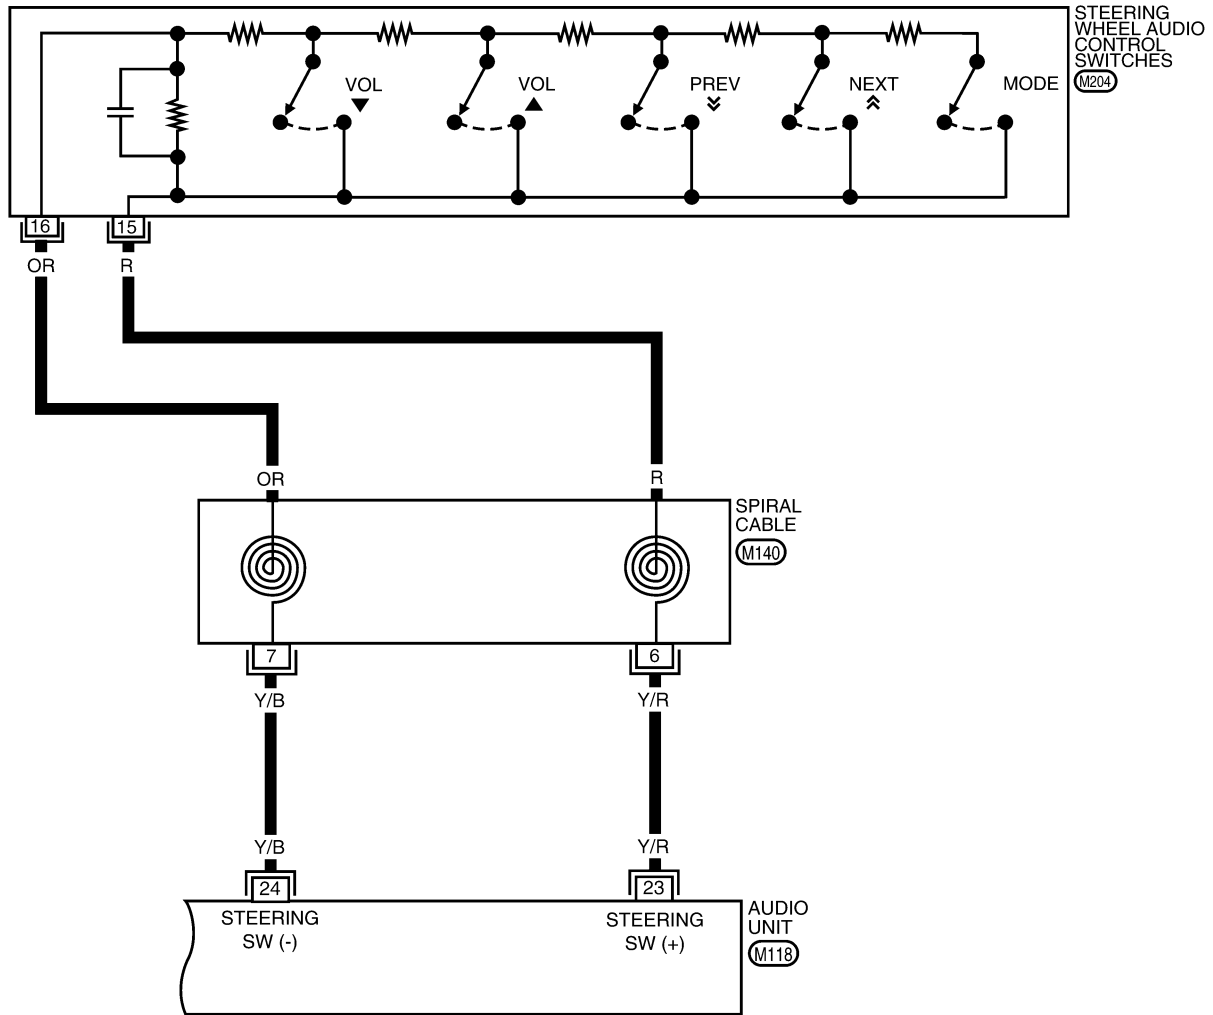 STEERING
WHEEL AUDIO
CONTROL
SWITCHES
M204
VOL
VOL
PREV
NEXT
MODE
16
15
OR
R
OR
R
SPIRAL
CABLE
M140
7
6
Y/B
Y/R
Y/B
Y/R
24
23
STEERING
SW (-)
STEERING
SW (+)
AUDIO
UNIT
M118